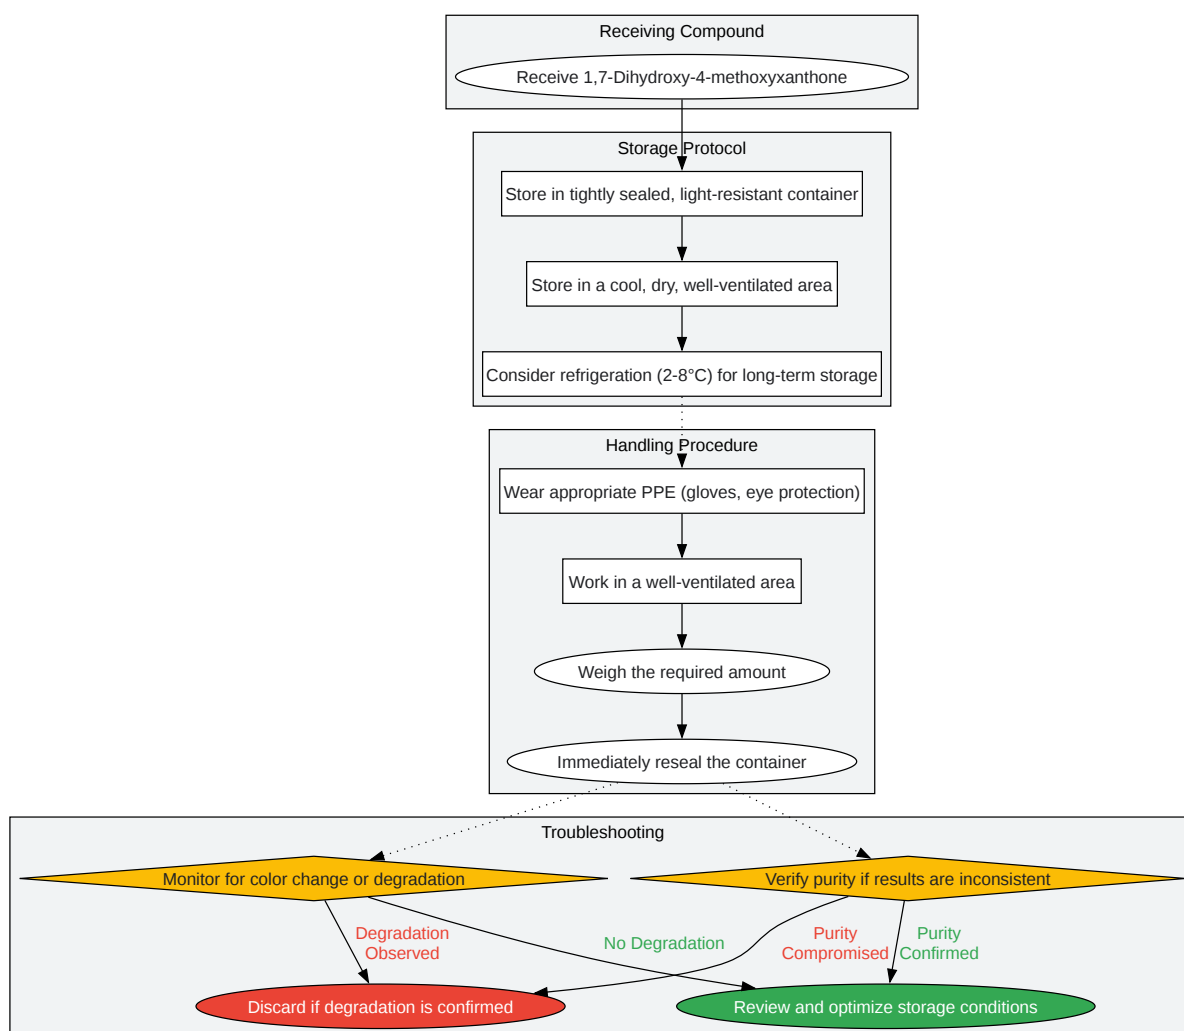 Receiving Compound
Receive 1,7-Dihydroxy-4-methoxyxanthone
Storage Protocol
Store in tightly sealed, light-resistant container
Store in a cool, dry, well-ventilated area
Consider refrigeration (2-8°C) for long-term storage
Handling Procedure
Wear appropriate PPE (gloves, eye protection)
Work in a well-ventilated area
Weigh the required amount
Immediately reseal the container
Troubleshooting
Monitor for color change or degradation
Verify purity if results are inconsistent
Degradation
Observed
No Degradation
Purity
Compromised
Purity
Confirmed
Discard if degradation is confirmed
Review and optimize storage conditions